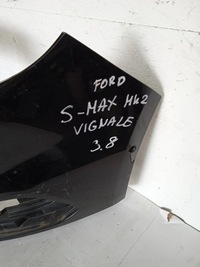 FORD
S-MAX MK2
VIGNALE
3.8